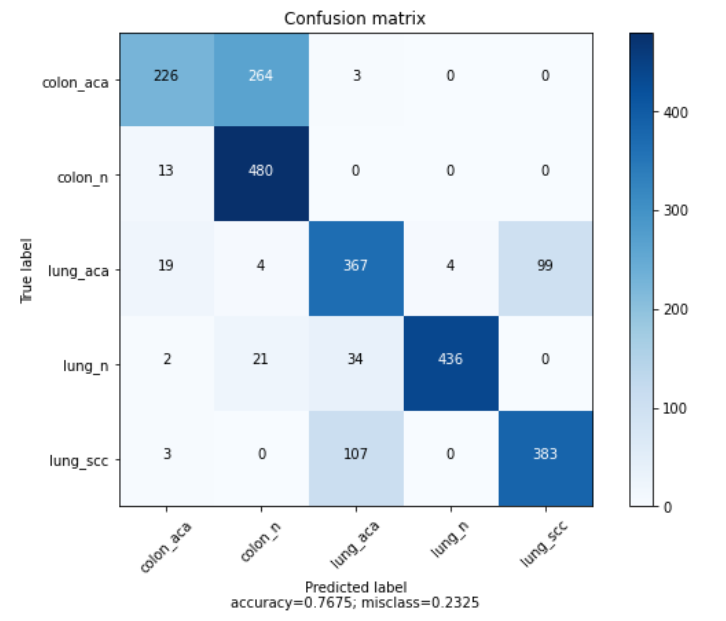 Confusion matrix
colon_aca 226 264 3 0 0
colon_n 13 480 0 0 0
lung_aca 19 4 367 4 99
lung_n 2 21 34 436 0
lung_scc 3 0 107 0 383
True label
colon_aca colon_n lung_aca lung_n lung_scc
Predicted label
accuracy=0.7675; misclass=0.2325
400
300
200
100
0